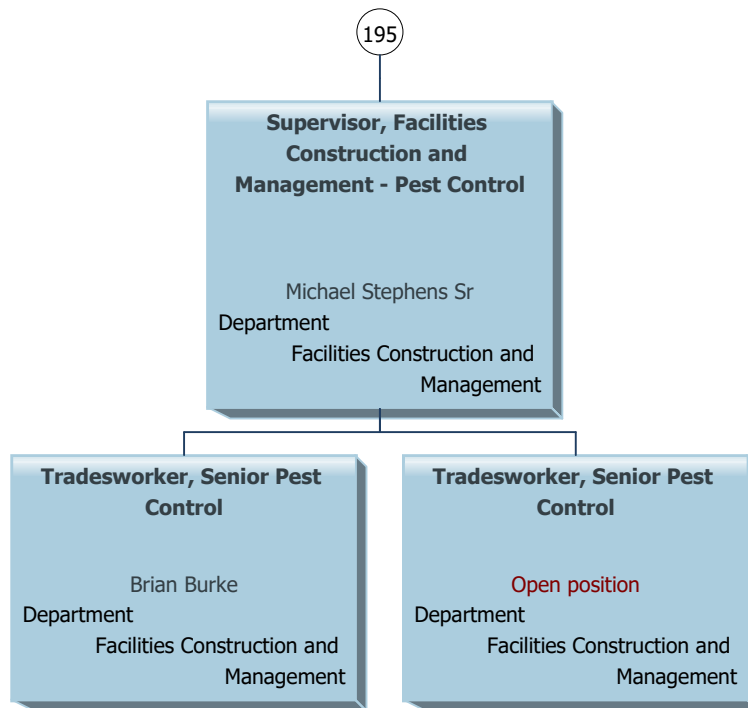 195
Supervisor, Facilities
Construction and
Management - Pest Control
Michael Stephens Sr
Department
Facilities Construction and
Management
Tradesworker, Senior Pest
Control
Brian Burke
Department
Facilities Construction and
Management
Tradesworker, Senior Pest
Control
Open position
Department
Facilities Construction and
Management